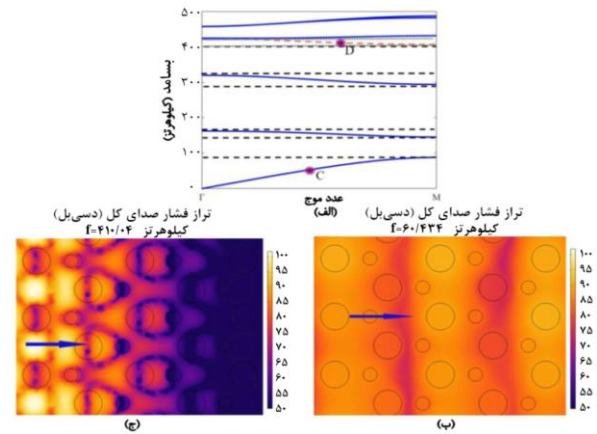 ۵۰۰
۴۰۰
۳۰۰
۲۰۰
۱۰۰
۰
بسامد (کیلوهرتز)
D
C
Γ
M
عدد موج
(الف)
تراز فشار صدای کل (دسی‌بل)
کیلوهرتز f=۴۱۰/۰۴
۱۰۰
۹۵
۹۰
۸۵
۸۰
۷۵
۷۰
۶۵
۶۰
۵۵
۵۰
(ج)
تراز فشار صدای کل (دسی‌بل)
کیلوهرتز f=۶۰/۴۳۴
۱۰۰
۹۵
۹۰
۸۵
۸۰
۷۵
۷۰
۶۵
۶۰
۵۵
۵۰
(ب)